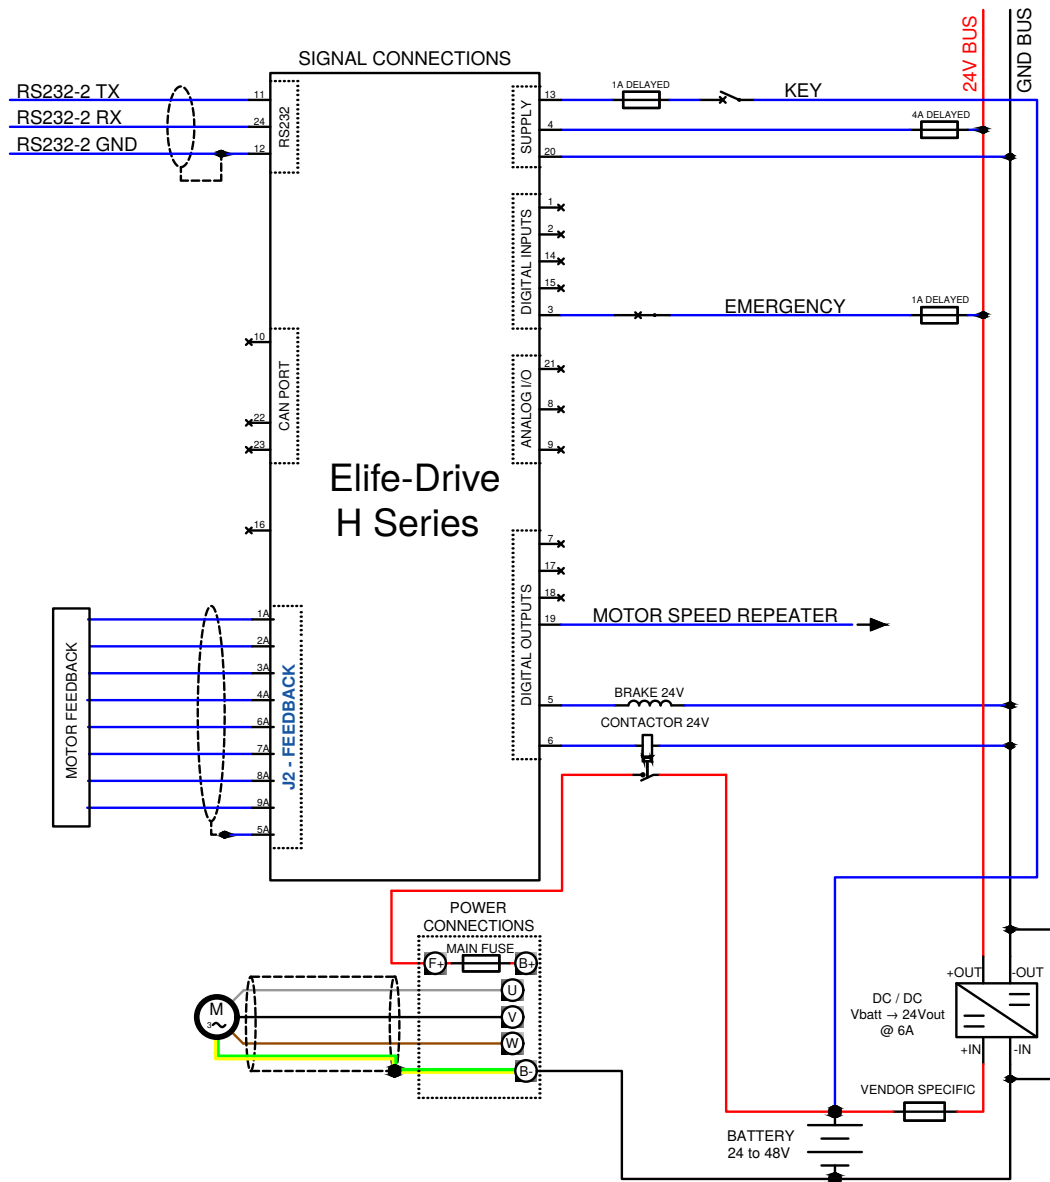 24V BUS
GND BUS
SIGNAL CONNECTIONS
RS232-2 TX
11
RS232-2 RX
24
RS232-2 GND
12
RS232
13
1A DELAYED
KEY
4
4A DELAYED
20
SUPPLY
1
2
14
15
3
DIGITAL INPUTS
EMERGENCY
1A DELAYED
10
22
23
CAN PORT
21
8
9
ANALOG I/O
Elife-Drive
H Series
16
7
17
18
19
5
6
DIGITAL OUTPUTS
MOTOR SPEED REPEATER
BRAKE 24V
CONTACTOR 24V
MOTOR FEEDBACK
1A
2A
3A
4A
6A
7A
8A
9A
5A
J2 - FEEDBACK
POWER
CONNECTIONS
MAIN FUSE
F+
B+
U
V
W
B-
M
3
+OUT
-OUT
DC / DC
Vbatt → 24Vout
@ 6A
+IN
-IN
VENDOR SPECIFIC
BATTERY
24 to 48V